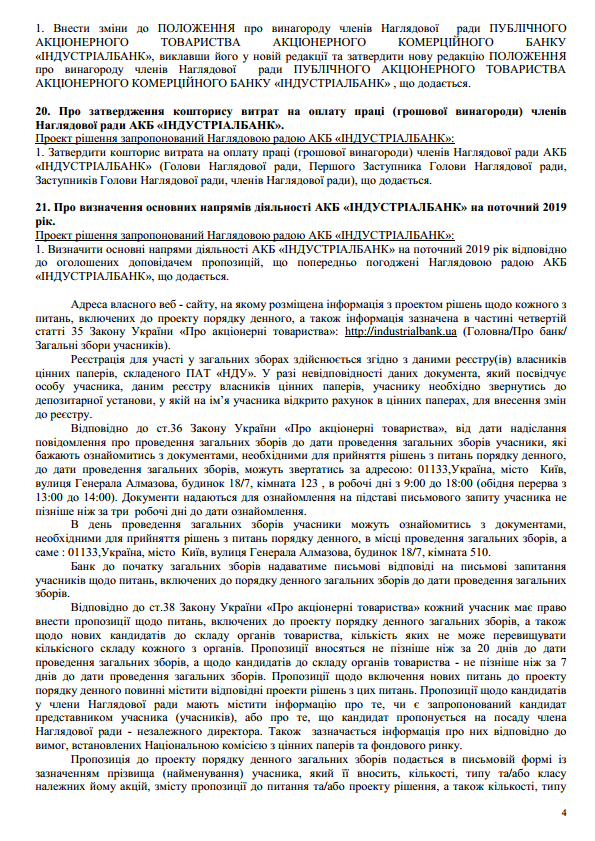 1. Внести зміни до ПОЛОЖЕННЯ про винагороду членів Наглядової ради ПУБЛІЧНОГО
АКЦІОНЕРНОГО ТОВАРИСТВА АКЦІОНЕРНОГО КОМЕРЦІЙНОГО БАНКУ
«ІНДУСТРІАЛБАНК», виклавши його у новій редакції та затвердити нову редакцію ПОЛОЖЕННЯ
про винагороду членів Наглядової ради ПУБЛІЧНОГО АКЦІОНЕРНОГО ТОВАРИСТВА
АКЦІОНЕРНОГО КОМЕРЦІЙНОГО БАНКУ «ІНДУСТРІАЛБАНК» , що додається.
20. Про затвердження кошторису витрат на оплату праці (грошової винагороди) членів
Наглядової ради АКБ «ІНДУСТРІАЛБАНК».
Проект рішення запропонований Наглядовою радою АКБ «ІНДУСТРІАЛБАНК»:
1. Затвердити кошторис витрата на оплату праці (грошової винагороди) членів Наглядової ради АКБ
«ІНДУСТРІАЛБАНК» (Голови Наглядової ради, Першого Заступника Голови Наглядової ради,
Заступників Голови Наглядової ради, членів Наглядової ради), що додається.
21. Про визначення основних напрямів діяльності АКБ «ІНДУСТРІАЛБАНК» на поточний 2019
рік.
Проект рішення запропонований Наглядовою радою АКБ «ІНДУСТРІАЛБАНК»:
1. Визначити основні напрями діяльності АКБ «ІНДУСТРІАЛБАНК» на поточний 2019 рік відповідно
до оголошених доповідачем пропозицій, що попередньо погоджені Наглядовою радою АКБ
«ІНДУСТРІАЛБАНК», що додається.
Адреса власного веб - сайту, на якому розміщена інформація з проектом рішень щодо кожного з
питань, включених до проекту порядку денного, а також інформація зазначена в частині четвертій
статті 35 Закону України «Про акціонерні товариства»: http://industrialbank.ua (Головна/Про банк/
Загальні збори учасників).
Реєстрація для участі у загальних зборах здійснюється згідно з даними реєстру(ів) власників
цінних паперів, складеного ПАТ «НДУ». У разі невідповідності даних документа, який посвідчує
особу учасника, даним реєстру власників цінних паперів, учаснику необхідно звернутись до
депозитарної установи, у якій на ім’я учасника відкрито рахунок в цінних паперах, для внесення змін
до реєстру.
Відповідно до ст.36 Закону України «Про акціонерні товариства», від дати надіслання
повідомлення про проведення загальних зборів до дати проведення загальних зборів учасники, які
бажають ознайомитись з документами, необхідними для прийняття рішень з питань порядку денного,
до дати проведення загальних зборів, можуть звертатись за адресою: 01133,Україна, місто Київ,
вулиця Генерала Алмазова, будинок 18/7, кімната 123 , в робочі дні з 9:00 до 18:00 (обідня перерва з
13:00 до 14:00). Документи надаються для ознайомлення на підставі письмового запиту учасника не
пізніше ніж за три робочі дні до дати ознайомлення.
В день проведення загальних зборів учасники можуть ознайомитись з документами,
необхідними для прийняття рішень з питань порядку денного, в місці проведення загальних зборів, а
саме : 01133,Україна, місто Київ, вулиця Генерала Алмазова, будинок 18/7, кімната 510.
Банк до початку загальних зборів надаватиме письмові відповіді на письмові запитання
учасників щодо питань, включених до порядку денного загальних зборів до дати проведення загальних
зборів.
Відповідно до ст.38 Закону України «Про акціонерні товариства» кожний учасник має право
внести пропозиції щодо питань, включених до проекту порядку денного загальних зборів, а також
щодо нових кандидатів до складу органів товариства, кількість яких не може перевищувати
кількісного складу кожного з органів. Пропозиції вносяться не пізніше ніж за 20 днів до дати
проведення загальних зборів, а щодо кандидатів до складу органів товариства - не пізніше ніж за 7
днів до дати проведення загальних зборів. Пропозиції щодо включення нових питань до проекту
порядку денного повинні містити відповідні проекти рішень з цих питань. Пропозиції щодо кандидатів
у члени Наглядової ради мають містити інформацію про те, чи є запропонований кандидат
представником учасника (учасників), або про те, що кандидат пропонується на посаду члена
Наглядової ради - незалежного директора. Також зазначається інформація про них відповідно до
вимог, встановлених Національною комісією з цінних паперів та фондового ринку.
Пропозиція до проекту порядку денного загальних зборів подається в письмовій формі із
зазначенням прізвища (найменування) учасника, який її вносить, кількості, типу та/або класу
належних йому акцій, змісту пропозиції до питання та/або проекту рішення, а також кількості, типу
4